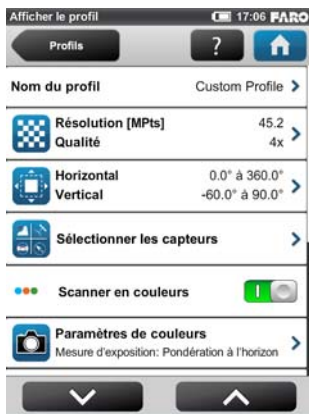 Afficher le profil 17:06 FARO
Profils ?
Nom du profil Custom Profile
Résolution [MPts] 45.2
Qualité 4x
Horizontal 0.0° à 360.0°
Vertical -60.0° à 90.0°
Sélectionner les capteurs
Scanner en couleurs
Paramètres de couleurs
Mesure d'exposition: Pondération à l'horizon